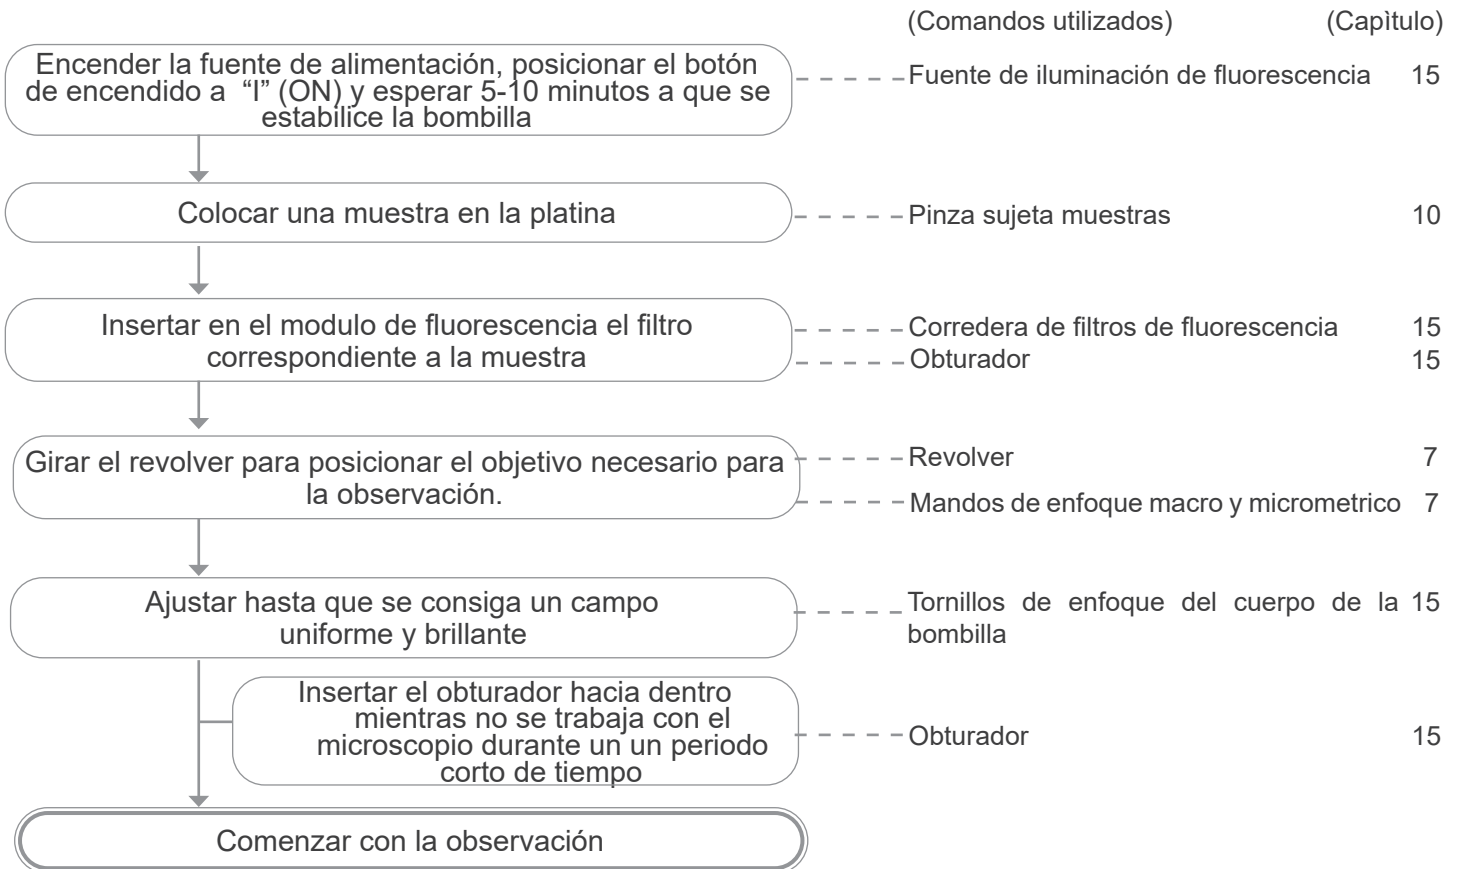 (Comandos utilizados) (Capìtulo)
Encender la fuente de alimentación, posicionar el botón
de encendido a “I” (ON) y esperar 5-10 minutos a que se
estabilice la bombilla
Fuente de iluminación de fluorescencia 15
Colocar una muestra en la platina
Pinza sujeta muestras 10
Insertar en el modulo de fluorescencia el filtro
correspondiente a la muestra
Corredera de filtros de fluorescencia 15
Obturador 15
Girar el revolver para posicionar el objetivo necesario para
la observación.
Revolver 7
Mandos de enfoque macro y micrometrico 7
Ajustar hasta que se consiga un campo
uniforme y brillante
Tornillos de enfoque del cuerpo de la 15
bombilla
Insertar el obturador hacia dentro
mientras no se trabaja con el
microscopio durante un un periodo
corto de tiempo
Obturador 15
Comenzar con la observación